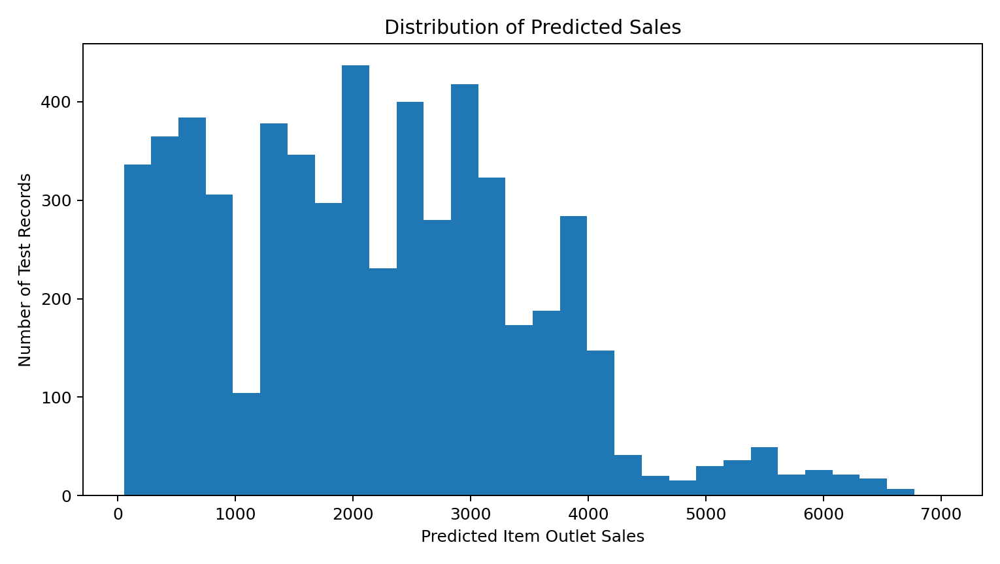 Distribution of Predicted Sales
400
300
200
100
0
Number of Test Records
0 1000 2000 3000 4000 5000 6000 7000
Predicted Item Outlet Sales